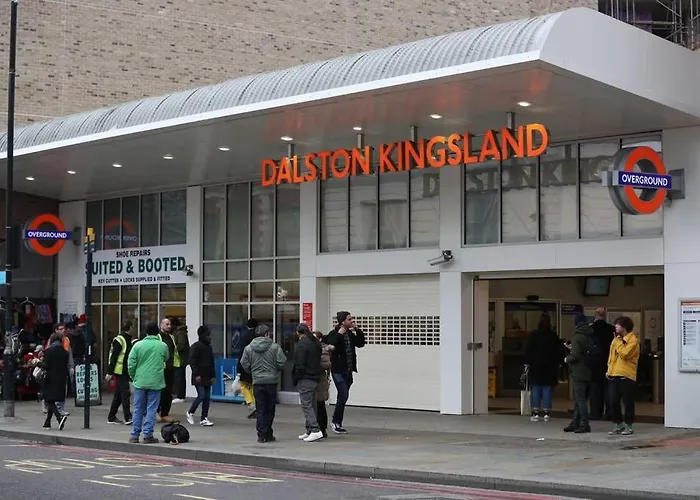 DALSTON KINGSLAND
OVERGROUND
OVERGROUND
SHOE REPAIRS
SUITED & BOOTED
KEY CUTTER • LOCKS SUPPLIED & FITTED